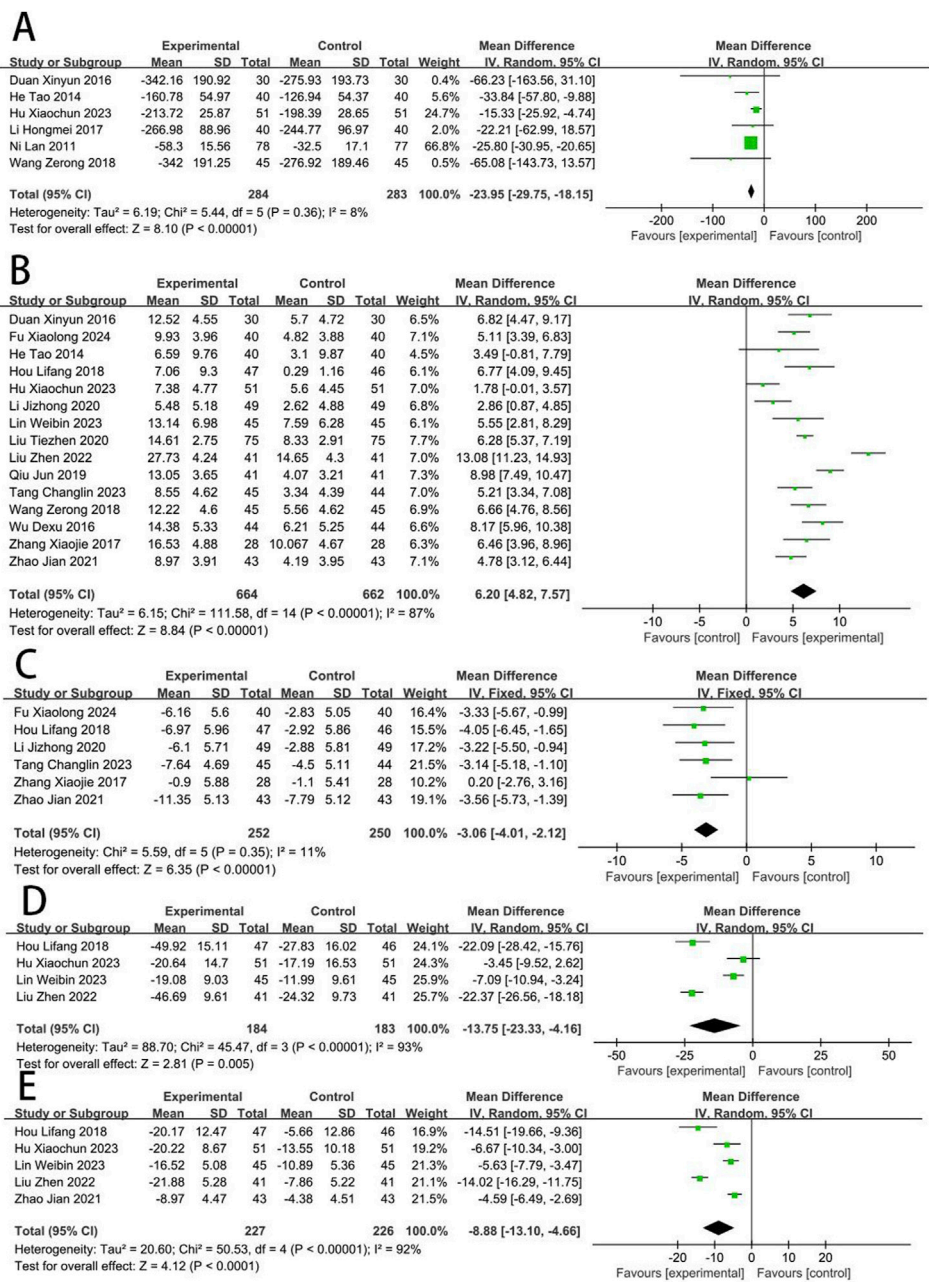 A
Experimental Control Mean Difference Mean Difference
Study or Subgroup Mean SD Total Mean SD Total Weight IV, Random, 95% CI IV, Random, 95% CI
Duan Xinyun 2016 -342.16 190.92 30 -275.93 193.73 30 0.4% -66.23 [-163.56, 31.10]
He Tao 2014 -160.78 54.97 40 -126.94 54.37 40 5.6% -33.84 [-57.80, -9.88]
Hu Xiaochun 2023 -213.72 25.87 51 -198.39 28.65 51 24.7% -15.33 [-25.92, -4.74]
Li Hongmei 2017 -266.98 88.96 40 -244.77 96.97 40 2.0% -22.21 [-62.99, 18.57]
Ni Lan 2011 -58.3 15.56 78 -32.5 17.1 77 66.8% -25.80 [-30.95, -20.65]
Wang Zerong 2018 -342 191.25 45 -276.92 189.46 45 0.5% -65.08 [-143.73, 13.57]
Total (95% CI) 284 283 100.0% -23.95 [-29.75, -18.15]
Heterogeneity: Tau² = 6.19; Chi² = 5.44, df = 5 (P = 0.36); I² = 8%
Test for overall effect: Z = 8.10 (P < 0.00001)
-200 -100 0 100 200
Favours [experimental] Favours [control]
B
Experimental Control Mean Difference Mean Difference
Study or Subgroup Mean SD Total Mean SD Total Weight IV, Random, 95% CI IV, Random, 95% CI
Duan Xinyun 2016 12.52 4.55 30 5.7 4.72 30 6.5% 6.82 [4.47, 9.17]
Fu Xiaolong 2024 9.93 3.96 40 4.82 3.88 40 7.1% 5.11 [3.39, 6.83]
He Tao 2014 6.59 9.76 40 3.1 9.87 40 4.5% 3.49 [-0.81, 7.79]
Hou Lifang 2018 7.06 9.3 47 0.29 1.16 46 6.1% 6.77 [4.09, 9.45]
Hu Xiaochun 2023 7.38 4.77 51 5.6 4.45 51 7.0% 1.78 [-0.01, 3.57]
Li Jizhong 2020 5.48 5.18 49 2.62 4.88 49 6.8% 2.86 [0.87, 4.85]
Lin Weibin 2023 13.14 6.98 45 7.59 6.28 45 6.1% 5.55 [2.81, 8.29]
Liu Tiezhen 2020 14.61 2.75 75 8.33 2.91 75 7.7% 6.28 [5.37, 7.19]
Liu Zhen 2022 27.73 4.24 41 14.65 4.3 41 7.0% 13.08 [11.23, 14.93]
Qiu Jun 2019 13.05 3.65 41 4.07 3.21 41 7.3% 8.98 [7.49, 10.47]
Tang Changlin 2023 8.55 4.62 45 3.34 4.39 44 7.0% 5.21 [3.34, 7.08]
Wang Zerong 2018 12.22 4.6 45 5.56 4.62 45 6.9% 6.66 [4.76, 8.56]
Wu Dexu 2016 14.38 5.33 44 6.21 5.25 44 6.6% 8.17 [5.96, 10.38]
Zhang Xiaojie 2017 16.53 4.88 28 10.067 4.67 28 6.3% 6.46 [3.96, 8.96]
Zhao Jian 2021 8.97 3.91 43 4.19 3.95 43 7.1% 4.78 [3.12, 6.44]
Total (95% CI) 664 662 100.0% 6.20 [4.82, 7.57]
Heterogeneity: Tau² = 6.15; Chi² = 111.58, df = 14 (P < 0.00001); I² = 87%
Test for overall effect: Z = 8.84 (P < 0.00001)
-10 -5 0 5 10
Favours [control] Favours [experimental]
C
Experimental Control Mean Difference Mean Difference
Study or Subgroup Mean SD Total Mean SD Total Weight IV, Fixed, 95% CI IV, Fixed, 95% CI
Fu Xiaolong 2024 -6.16 5.6 40 -2.83 5.05 40 16.4% -3.33 [-5.67, -0.99]
Hou Lifang 2018 -6.97 5.96 47 -2.92 5.86 46 15.5% -4.05 [-6.45, -1.65]
Li Jizhong 2020 -6.1 5.71 49 -2.88 5.81 49 17.2% -3.22 [-5.50, -0.94]
Tang Changlin 2023 -7.64 4.69 45 -4.5 5.11 44 21.5% -3.14 [-5.18, -1.10]
Zhang Xiaojie 2017 -0.9 5.88 28 -1.1 5.41 28 10.2% 0.20 [-2.76, 3.16]
Zhao Jian 2021 -11.35 5.13 43 -7.79 5.12 43 19.1% -3.56 [-5.73, -1.39]
Total (95% CI) 252 250 100.0% -3.06 [-4.01, -2.12]
Heterogeneity: Chi² = 5.59, df = 5 (P = 0.35); I² = 11%
Test for overall effect: Z = 6.35 (P < 0.00001)
-10 -5 0 5 10
Favours [experimental] Favours [control]
D
Experimental Control Mean Difference Mean Difference
Study or Subgroup Mean SD Total Mean SD Total Weight IV, Random, 95% CI IV, Random, 95% CI
Hou Lifang 2018 -49.92 15.11 47 -27.83 16.02 46 24.1% -22.09 [-28.42, -15.76]
Hu Xiaochun 2023 -20.64 14.7 51 -17.19 16.53 51 24.3% -3.45 [-9.52, 2.62]
Lin Weibin 2023 -19.08 9.03 45 -11.99 9.61 45 25.9% -7.09 [-10.94, -3.24]
Liu Zhen 2022 -46.69 9.61 41 -24.32 9.73 41 25.7% -22.37 [-26.56, -18.18]
Total (95% CI) 184 183 100.0% -13.75 [-23.33, -4.16]
Heterogeneity: Tau² = 88.70; Chi² = 45.47, df = 3 (P < 0.00001); I² = 93%
Test for overall effect: Z = 2.81 (P = 0.005)
-50 -25 0 25 50
Favours [experimental] Favours [control]
E
Experimental Control Mean Difference Mean Difference
Study or Subgroup Mean SD Total Mean SD Total Weight IV, Random, 95% CI IV, Random, 95% CI
Hou Lifang 2018 -20.17 12.47 47 -5.66 12.86 46 16.9% -14.51 [-19.66, -9.36]
Hu Xiaochun 2023 -20.22 8.67 51 -13.55 10.18 51 19.2% -6.67 [-10.34, -3.00]
Lin Weibin 2023 -16.52 5.08 45 -10.89 5.36 45 21.3% -5.63 [-7.79, -3.47]
Liu Zhen 2022 -21.88 5.28 41 -7.86 5.22 41 21.1% -14.02 [-16.29, -11.75]
Zhao Jian 2021 -8.97 4.47 43 -4.38 4.51 43 21.5% -4.59 [-6.49, -2.69]
Total (95% CI) 227 226 100.0% -8.88 [-13.10, -4.66]
Heterogeneity: Tau² = 20.60; Chi² = 50.53, df = 4 (P < 0.00001); I² = 92%
Test for overall effect: Z = 4.12 (P < 0.0001)
-20 -10 0 10 20
Favours [experimental] Favours [control]